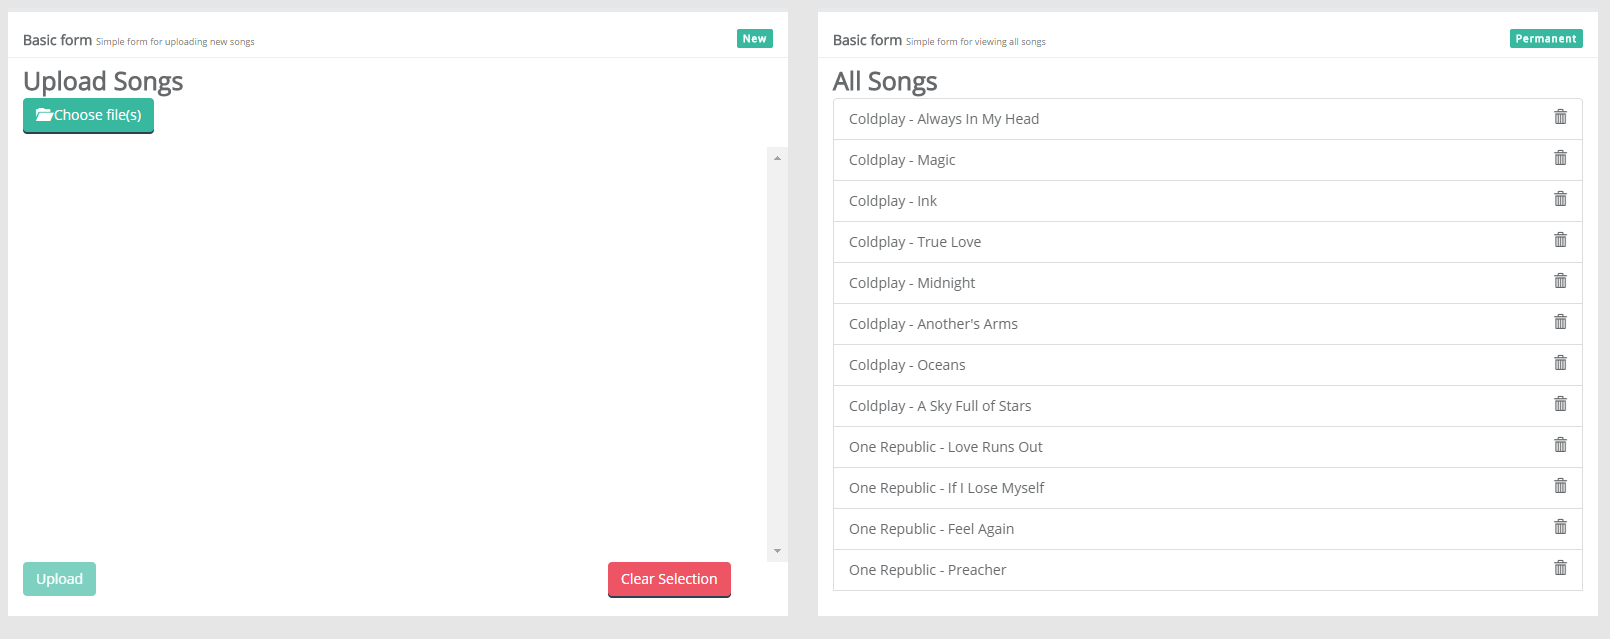 Basic form Simple form for uploading new songs
New
Upload Songs
Choose file(s)
Upload
Clear Selection
Basic form Simple form for viewing all songs
Permanent
All Songs
Coldplay - Always In My Head
Coldplay - Magic
Coldplay - Ink
Coldplay - True Love
Coldplay - Midnight
Coldplay - Another's Arms
Coldplay - Oceans
Coldplay - A Sky Full of Stars
One Republic - Love Runs Out
One Republic - If I Lose Myself
One Republic - Feel Again
One Republic - Preacher